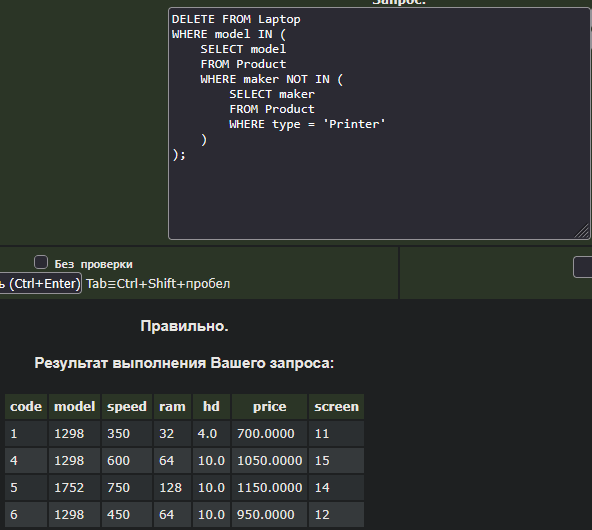 Запрос:
DELETE FROM Laptop
WHERE model IN (
    SELECT model
    FROM Product
    WHERE maker NOT IN (
        SELECT maker
        FROM Product
        WHERE type = 'Printer'
    )
);
Без проверки
ь (Ctrl+Enter) Tab≡Ctrl+Shift+пробел
Правильно.
Результат выполнения Вашего запроса:
code model speed ram hd price screen
1 1298 350 32 4.0 700.0000 11
4 1298 600 64 10.0 1050.0000 15
5 1752 750 128 10.0 1150.0000 14
6 1298 450 64 10.0 950.0000 12